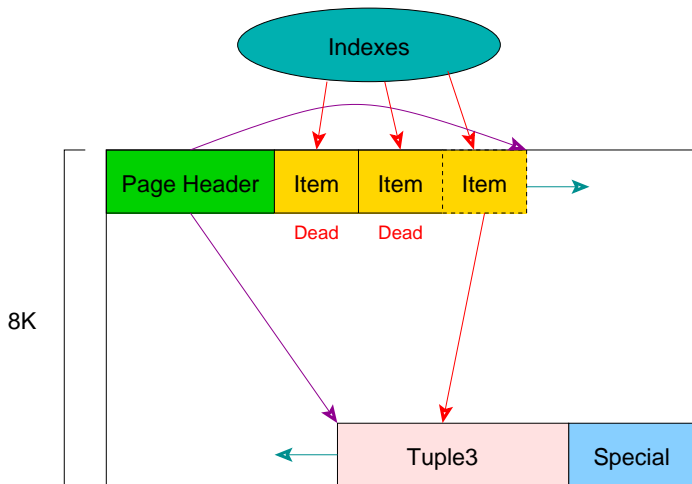 Indexes
Page Header Item Item Item
Dead Dead
8K
Tuple3 Special